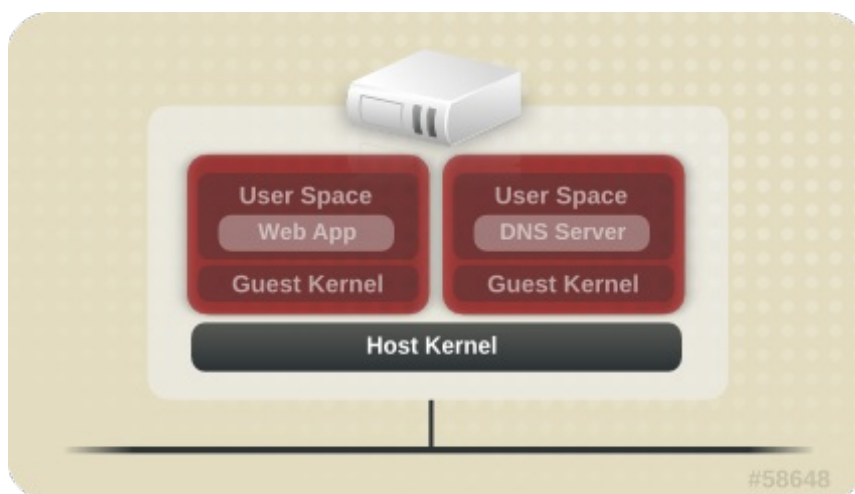 User Space
Web App
Guest Kernel
User Space
DNS Server
Guest Kernel
Host Kernel
#58648